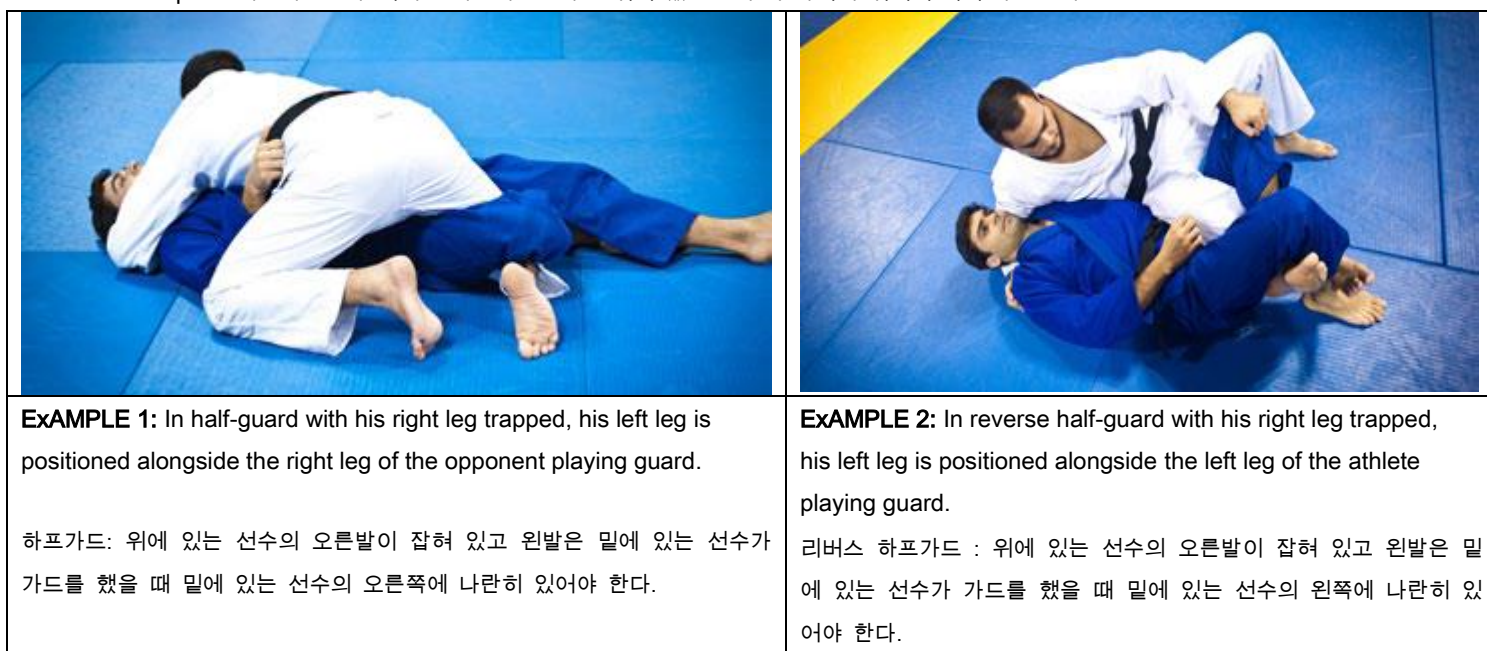 ExAMPLE 1: In half-guard with his right leg trapped, his left leg is
positioned alongside the right leg of the opponent playing guard.
하프가드: 위에 있는 선수의 오른발이 잡혀 있고 왼발은 밑에 있는 선수가
가드를 했을 때 밑에 있는 선수의 오른쪽에 나란히 있어야 한다.
ExAMPLE 2: In reverse half-guard with his right leg trapped,
his left leg is positioned alongside the left leg of the athlete
playing guard.
리버스 하프가드 : 위에 있는 선수의 오른발이 잡혀 있고 왼발은 밑
에 있는 선수가 가드를 했을 때 밑에 있는 선수의 왼쪽에 나란히 있
어야 한다.